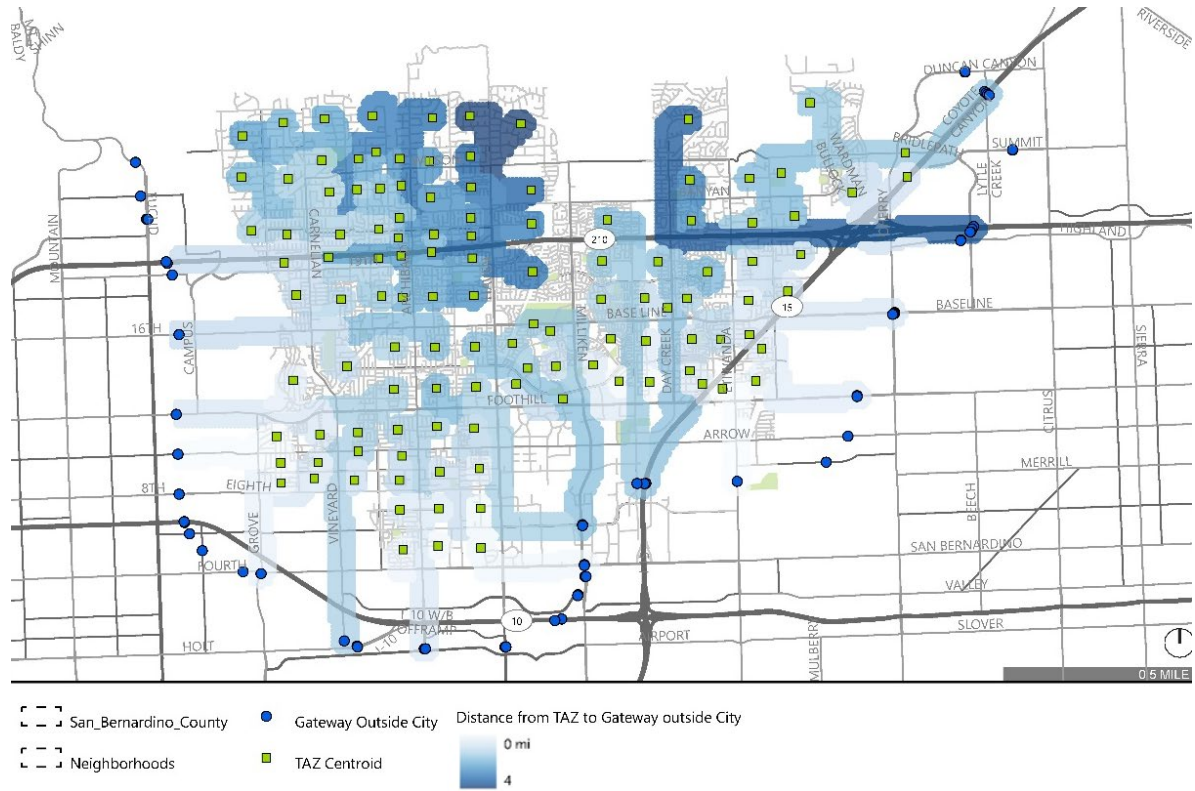 BALDY
RIVERSIDE
DUNCAN CANYON
COYOTE
CANYON
BRIDLEPATH
SUMMIT
WARDMAN
BULLOCK
LYTLE
CREEK
CHERRY
MOUNTAIN
CARNELIAN
210
HIGHLAND
16TH
CAMPUS
BASE LINE
MILLIKEN
15
BASELINE
DAY CREEK
ETIWANDA
SIERRA
FOOTHILL
CITRUS
ARROW
MERRILL
8TH
EIGHTH
VINEYARD
GROVE
BEECH
SAN BERNARDINO
FOURTH
VALLEY
I 10 W/B
OFFRAMP
I-10
10
SLOVER
AIRPORT
HOLT
MULBERRY
0.5 MILE
San_Bernardino_County
Gateway Outside City
Distance from TAZ to Gateway outside City
0 mi
Neighborhoods
TAZ Centroid
4